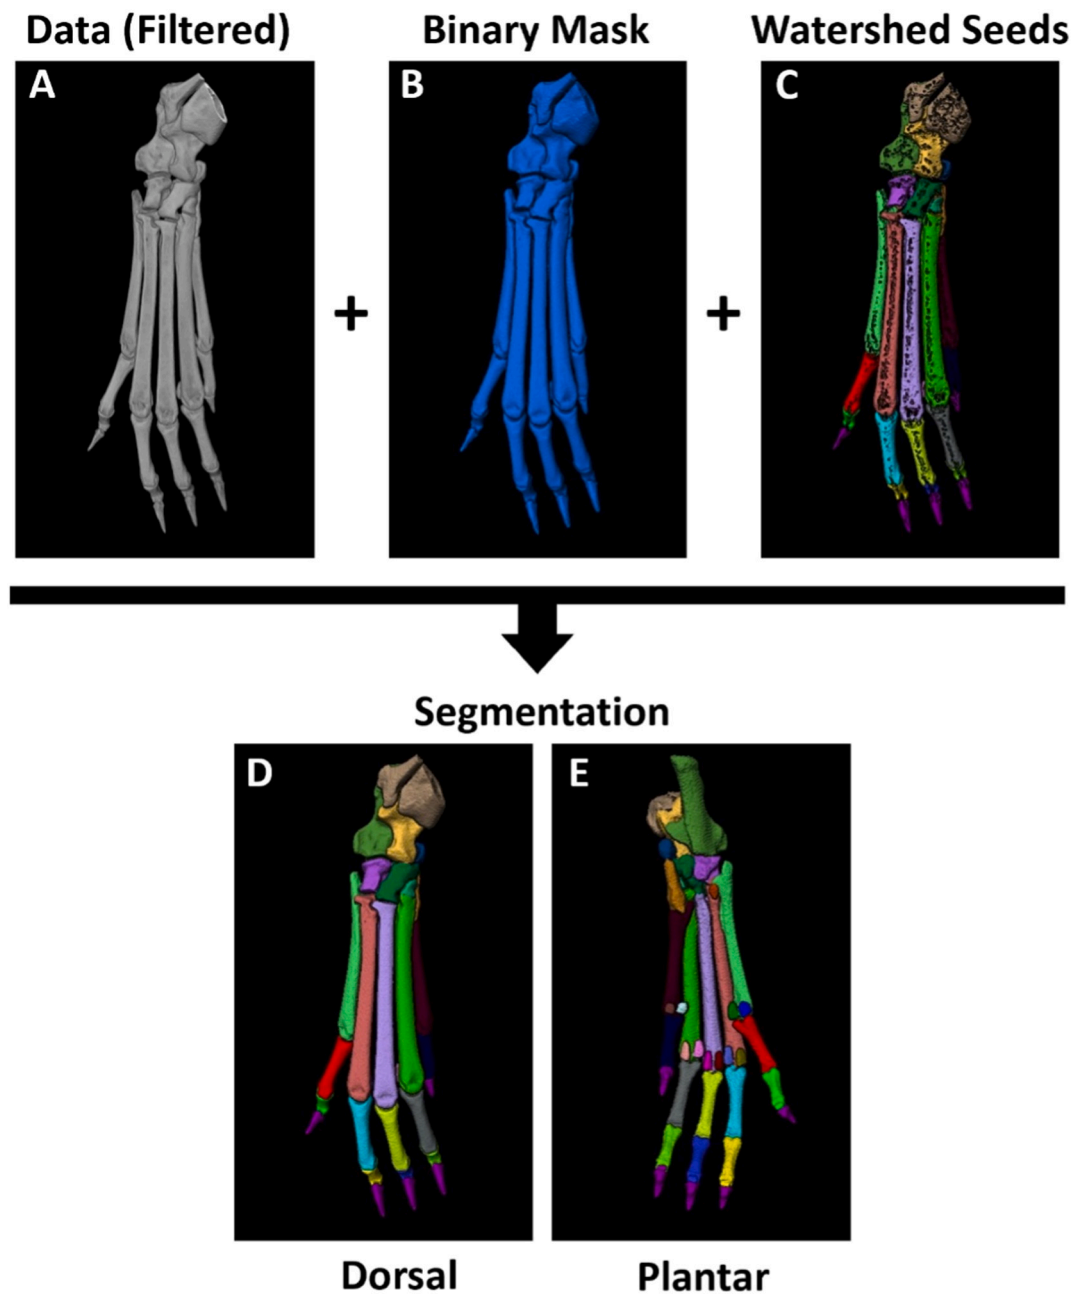 Data (Filtered)
Binary Mask
Watershed Seeds
A
B
C
+
+
Segmentation
D
E
Dorsal
Plantar